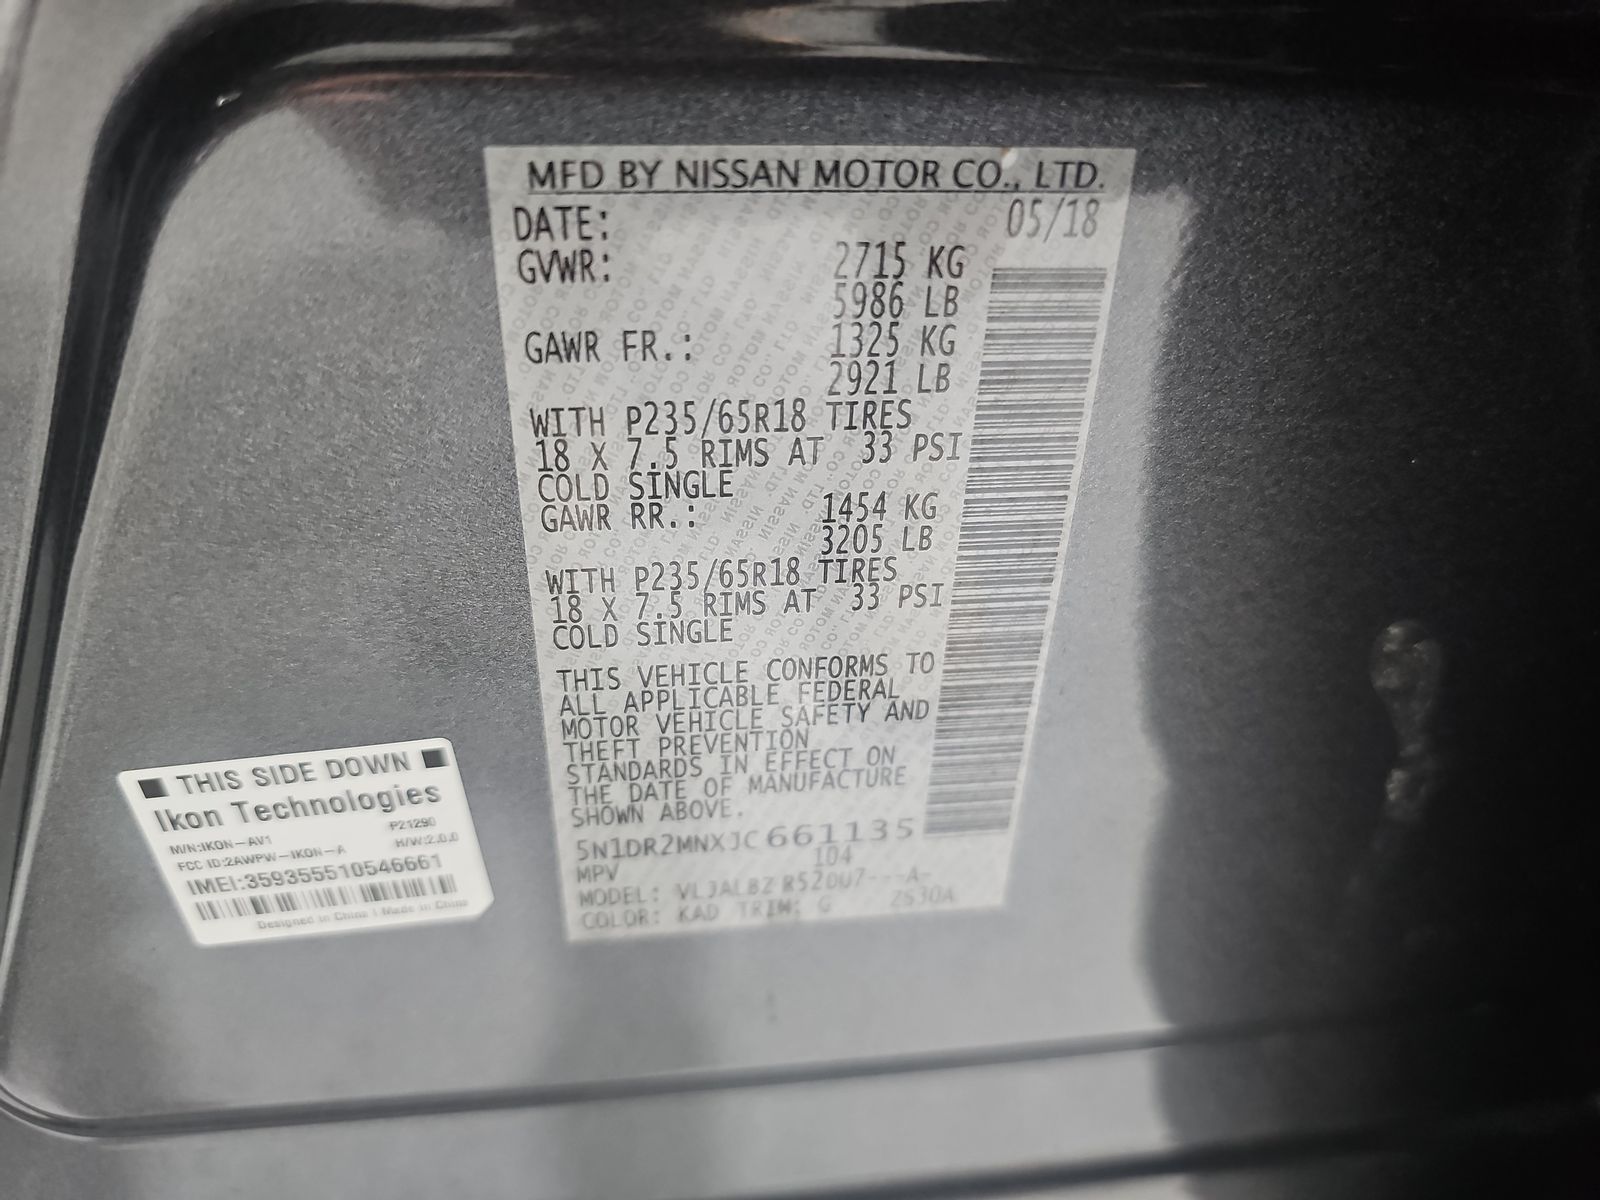 MFD BY NISSAN MOTOR CO., LTD.
DATE: 05/18
GVWR: 2715 KG
5986 LB
GAWR FR.: 1325 KG
2921 LB
WITH P235/65R18 TIRES
18 X 7.5 RIMS AT 33 PSI
COLD SINGLE
GAWR RR.: 1454 KG
3205 LB
WITH P235/65R18 TIRES
18 X 7.5 RIMS AT 33 PSI
COLD SINGLE
THIS VEHICLE CONFORMS TO
ALL APPLICABLE FEDERAL
MOTOR VEHICLE SAFETY AND
THEFT PREVENTION
STANDARDS IN EFFECT ON
THE DATE OF MANUFACTURE
SHOWN ABOVE.
5N1DR2MNXJC661135
MPV 104
MODEL:
COLOR: KAD TRIM: G
THIS SIDE DOWN
Ikon Technologies
P21290
M/N:IKON-AV1 H/W:2.0.0
FCC ID:2AWPW-IKON-A
IMEI:359355510546661
Designed in China | Made in China